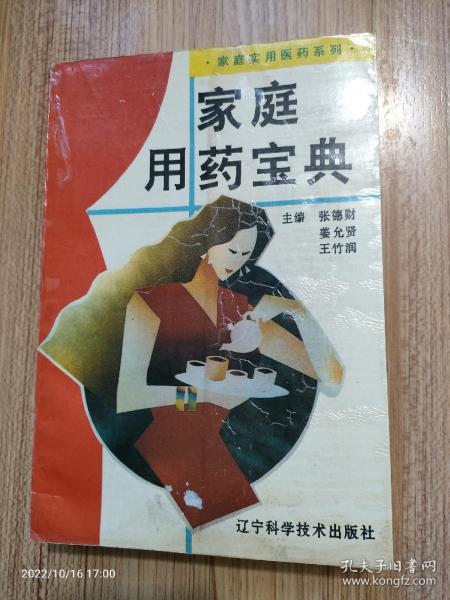 ·家庭实用医药系列·
家庭
用药宝典
主编 张德财
姜允贤
王竹润
辽宁科学技术出版社
2022/10/16 17:00
孔夫子旧书网
www.kongfz.com